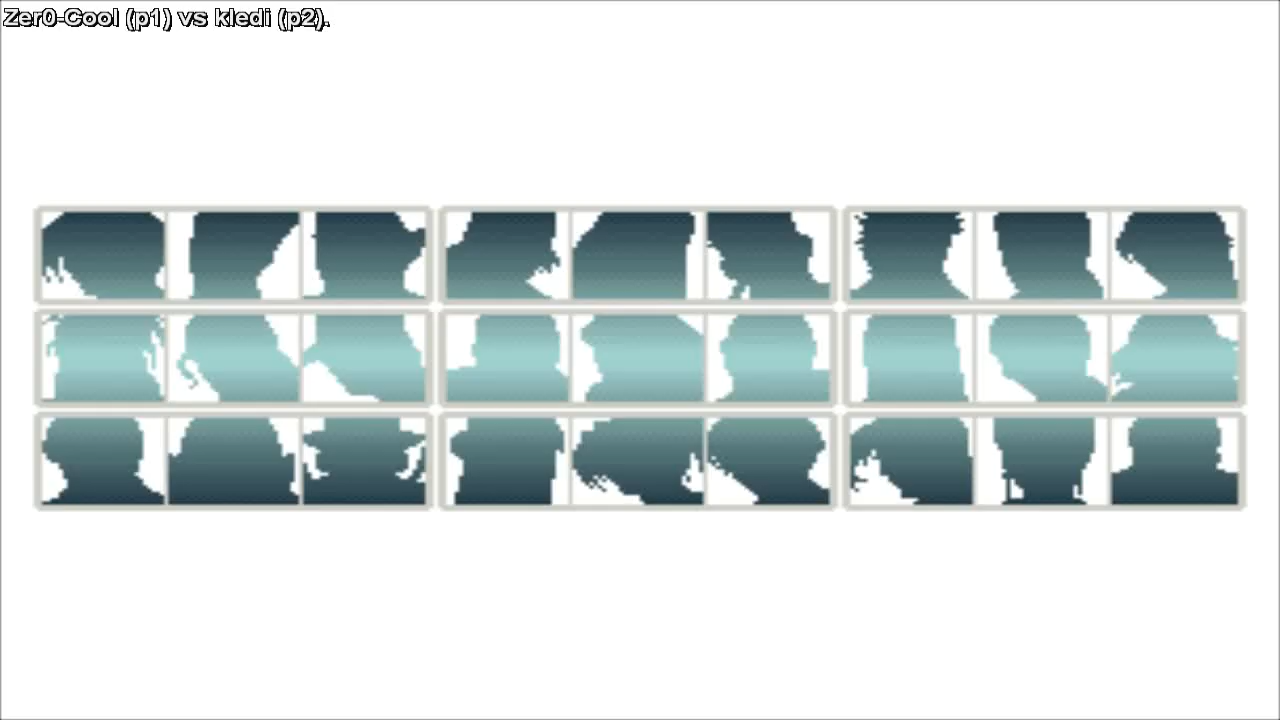 Zer0-Cool (p1) vs kledi (p2).